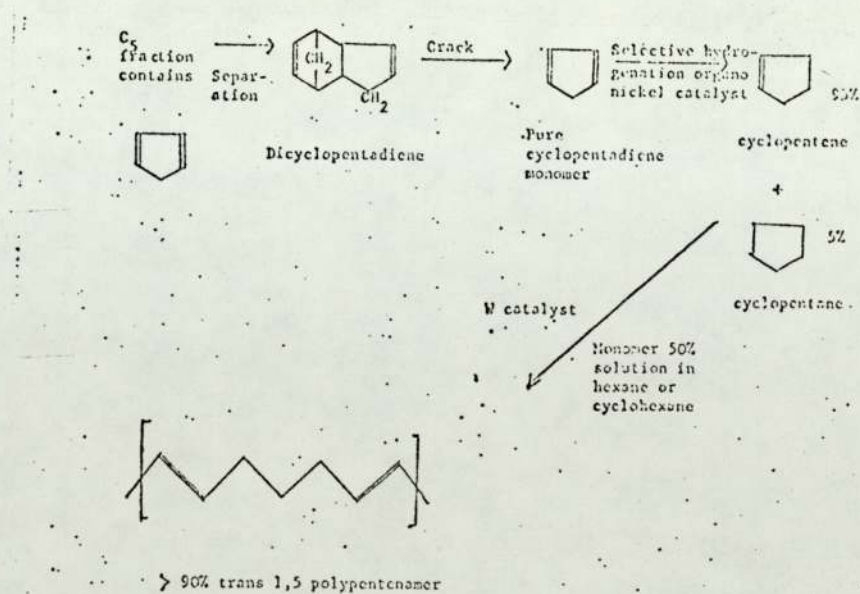 C5
fraction
contains
Separ-
ation
CH2
CH2
Dicyclopentadiene
Crack
Pure
cyclopentadiene
monomer
Selective hydro-
genation organo
nickel catalyst
95%
cyclopentene
+
5%
cyclopentane
W catalyst
Monomer 50%
solution in
hexane or
cyclohexane
> 90% trans 1,5 polypentenamer